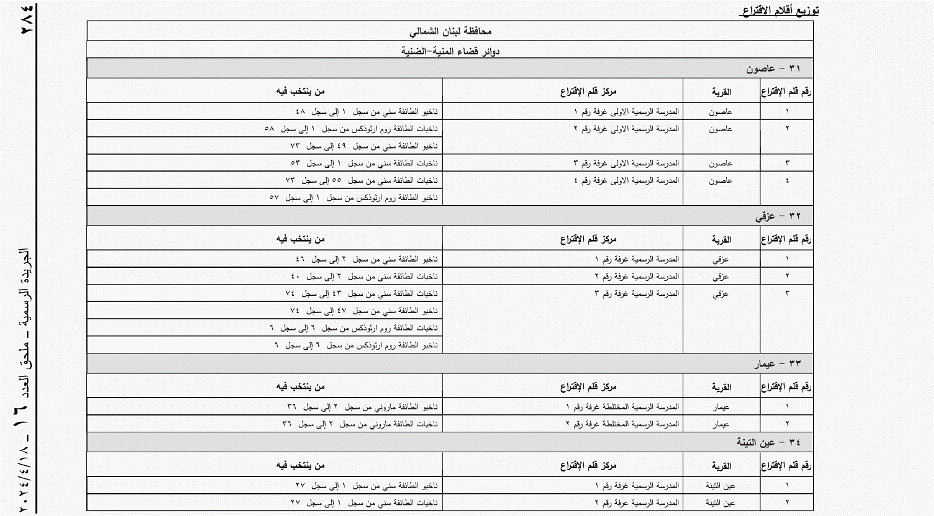 توزيع أقلام الاقتراع
محافظة لبنان الشمالي
دوائر قضاء المنية-الضنية
٣١ - عاصون
رقم قلم الإقتراع القرية مركز قلم الإقتراع من ينتخب فيه
١ عاصون المدرسة الرسمية الاولى غرفة رقم ١ ناخبو الطائفة سني من سجل ١ إلى سجل ٤٨
٢ عاصون المدرسة الرسمية الاولى غرفة رقم ٢ ناخبات الطائفة روم ارثوذكس من سجل ١ إلى سجل ٥٨
ناخبو الطائفة سني من سجل ٤٩ إلى سجل ٧٣
٣ عاصون المدرسة الرسمية الاولى غرفة رقم ٣ ناخبات الطائفة سني من سجل ١ إلى سجل ٥٣
٤ عاصون المدرسة الرسمية الاولى غرفة رقم ٤ ناخبات الطائفة سني من سجل ٥٥ إلى سجل ٧٣
ناخبو الطائفة روم ارثوذكس من سجل ١ إلى سجل ٥٧
٣٢ - عزقي
رقم قلم الإقتراع القرية مركز قلم الإقتراع من ينتخب فيه
١ عزقي المدرسة الرسمية غرفة رقم ١ ناخبو الطائفة سني من سجل ٢ إلى سجل ٤٦
٢ عزقي المدرسة الرسمية غرفة رقم ٢ ناخبات الطائفة سني من سجل ٢ إلى سجل ٤٠
٣ عزقي المدرسة الرسمية غرفة رقم ٣ ناخبات الطائفة سني من سجل ٤٣ إلى سجل ٧٤
ناخبو الطائفة سني من سجل ٤٧ إلى سجل ٧٤
ناخبات الطائفة روم ارثوذكس من سجل ٦ إلى سجل ٦
ناخبو الطائفة روم ارثوذكس من سجل ٦ إلى سجل ٦
٣٣ - عيمار
رقم قلم الإقتراع القرية مركز قلم الإقتراع من ينتخب فيه
١ عيمار المدرسة الرسمية المختلطة غرفة رقم ١ ناخبو الطائفة ماروني من سجل ٢ إلى سجل ٣٦
٢ عيمار المدرسة الرسمية المختلطة غرفة رقم ٢ ناخبات الطائفة ماروني من سجل ٢ إلى سجل ٣٦
٣٤ - عين التينة
رقم قلم الإقتراع القرية مركز قلم الإقتراع من ينتخب فيه
١ عين التينة المدرسة الرسمية غرفة رقم ١ ناخبو الطائفة سني من سجل ١ إلى سجل ٢٧
٢ عين التينة المدرسة الرسمية غرفة رقم ٢ ناخبات الطائفة سني من سجل ١ إلى سجل ٢٧
٢٨٤
الجريدة الرسمية ـ ملحق العدد ١٦ ـ ٢٠٢٤/٤/١٨